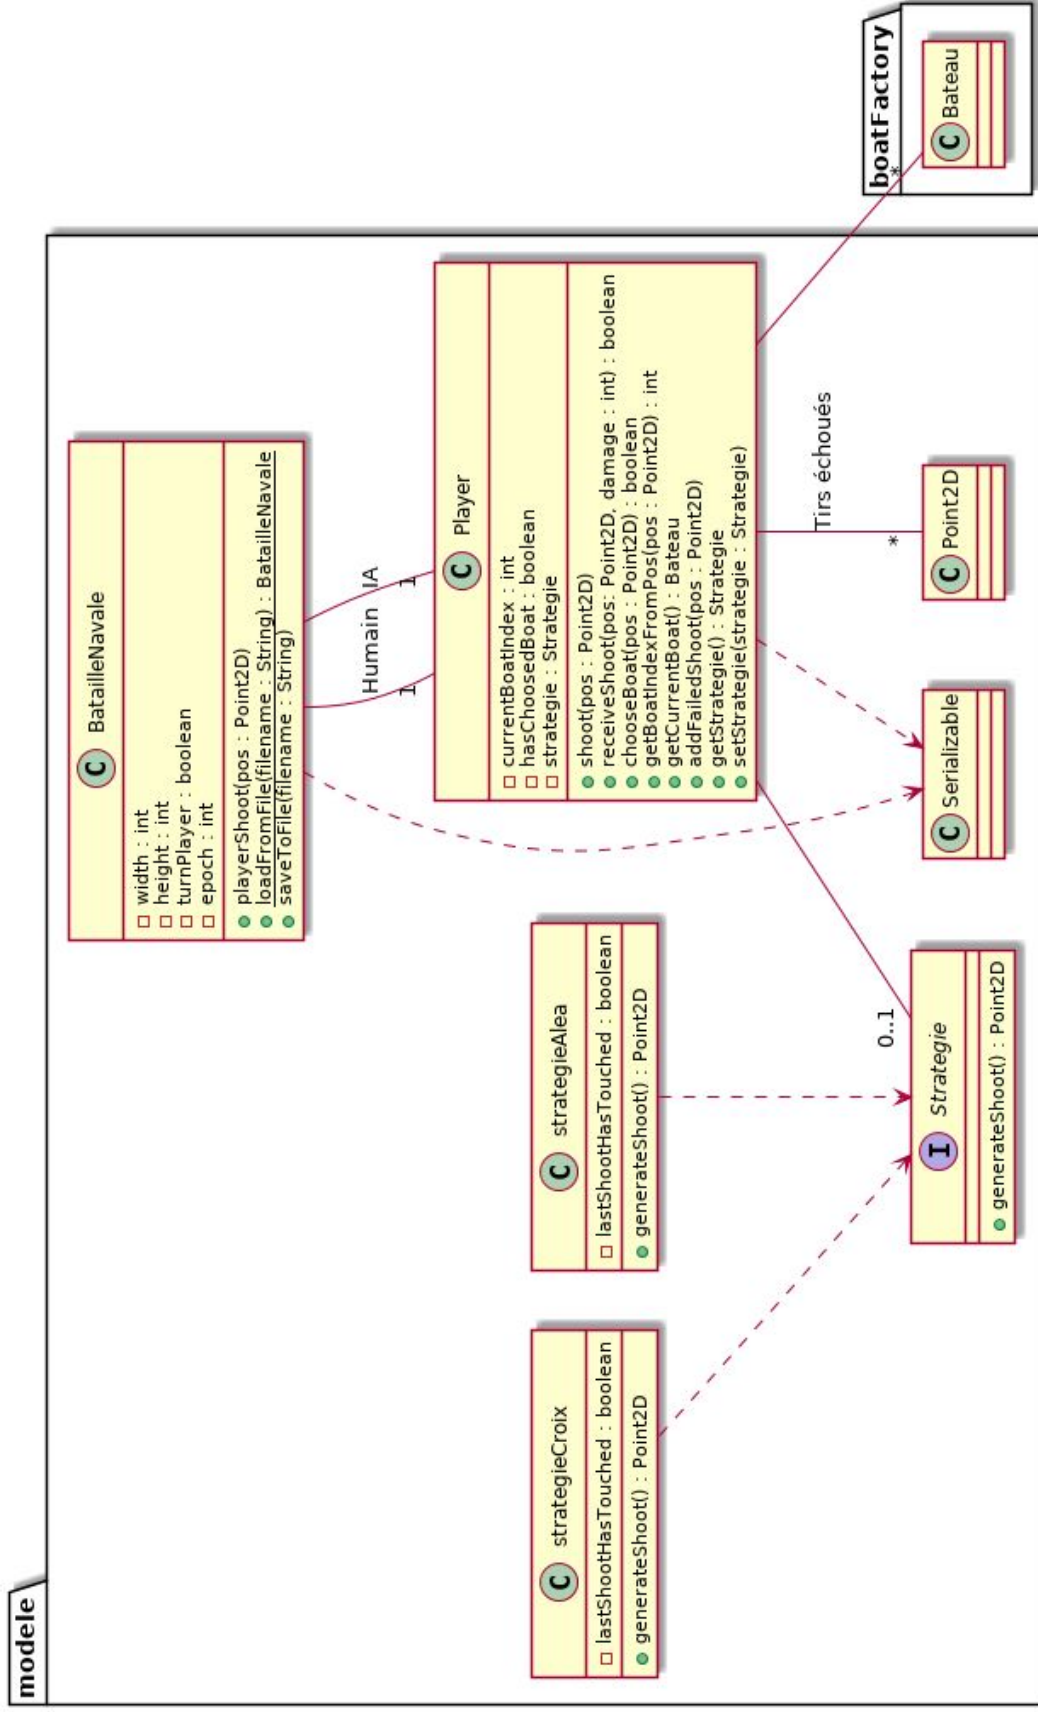 modele
boatFactory
C BatailleNavale
width : int
height : int
turnPlayer : boolean
epoch : int
playerShoot(pos : Point2D)
loadFromFile(filename : String) : BatailleNavale
saveToFile(filename : String)
Humain
IA
1
1
C strategieCroix
lastShootHasTouched : boolean
generateShoot() : Point2D
C strategieAlea
lastShootHasTouched : boolean
generateShoot() : Point2D
C Player
currentBoatIndex : int
hasChoosedBoat : boolean
strategie : Strategie
shoot(pos : Point2D)
receiveShoot(pos: Point2D, damage : int) : boolean
chooseBoat(pos : Point2D) : boolean
getBoatIndexFromPos(pos : Point2D) : int
getCurrentBoat() : Bateau
addFailedShoot(pos : Point2D)
getStrategie() : Strategie
setStrategie(strategie : Strategie)
Tirs échoués
0..1
*
*
I Strategie
generateShoot() : Point2D
C Serializable
C Point2D
C Bateau